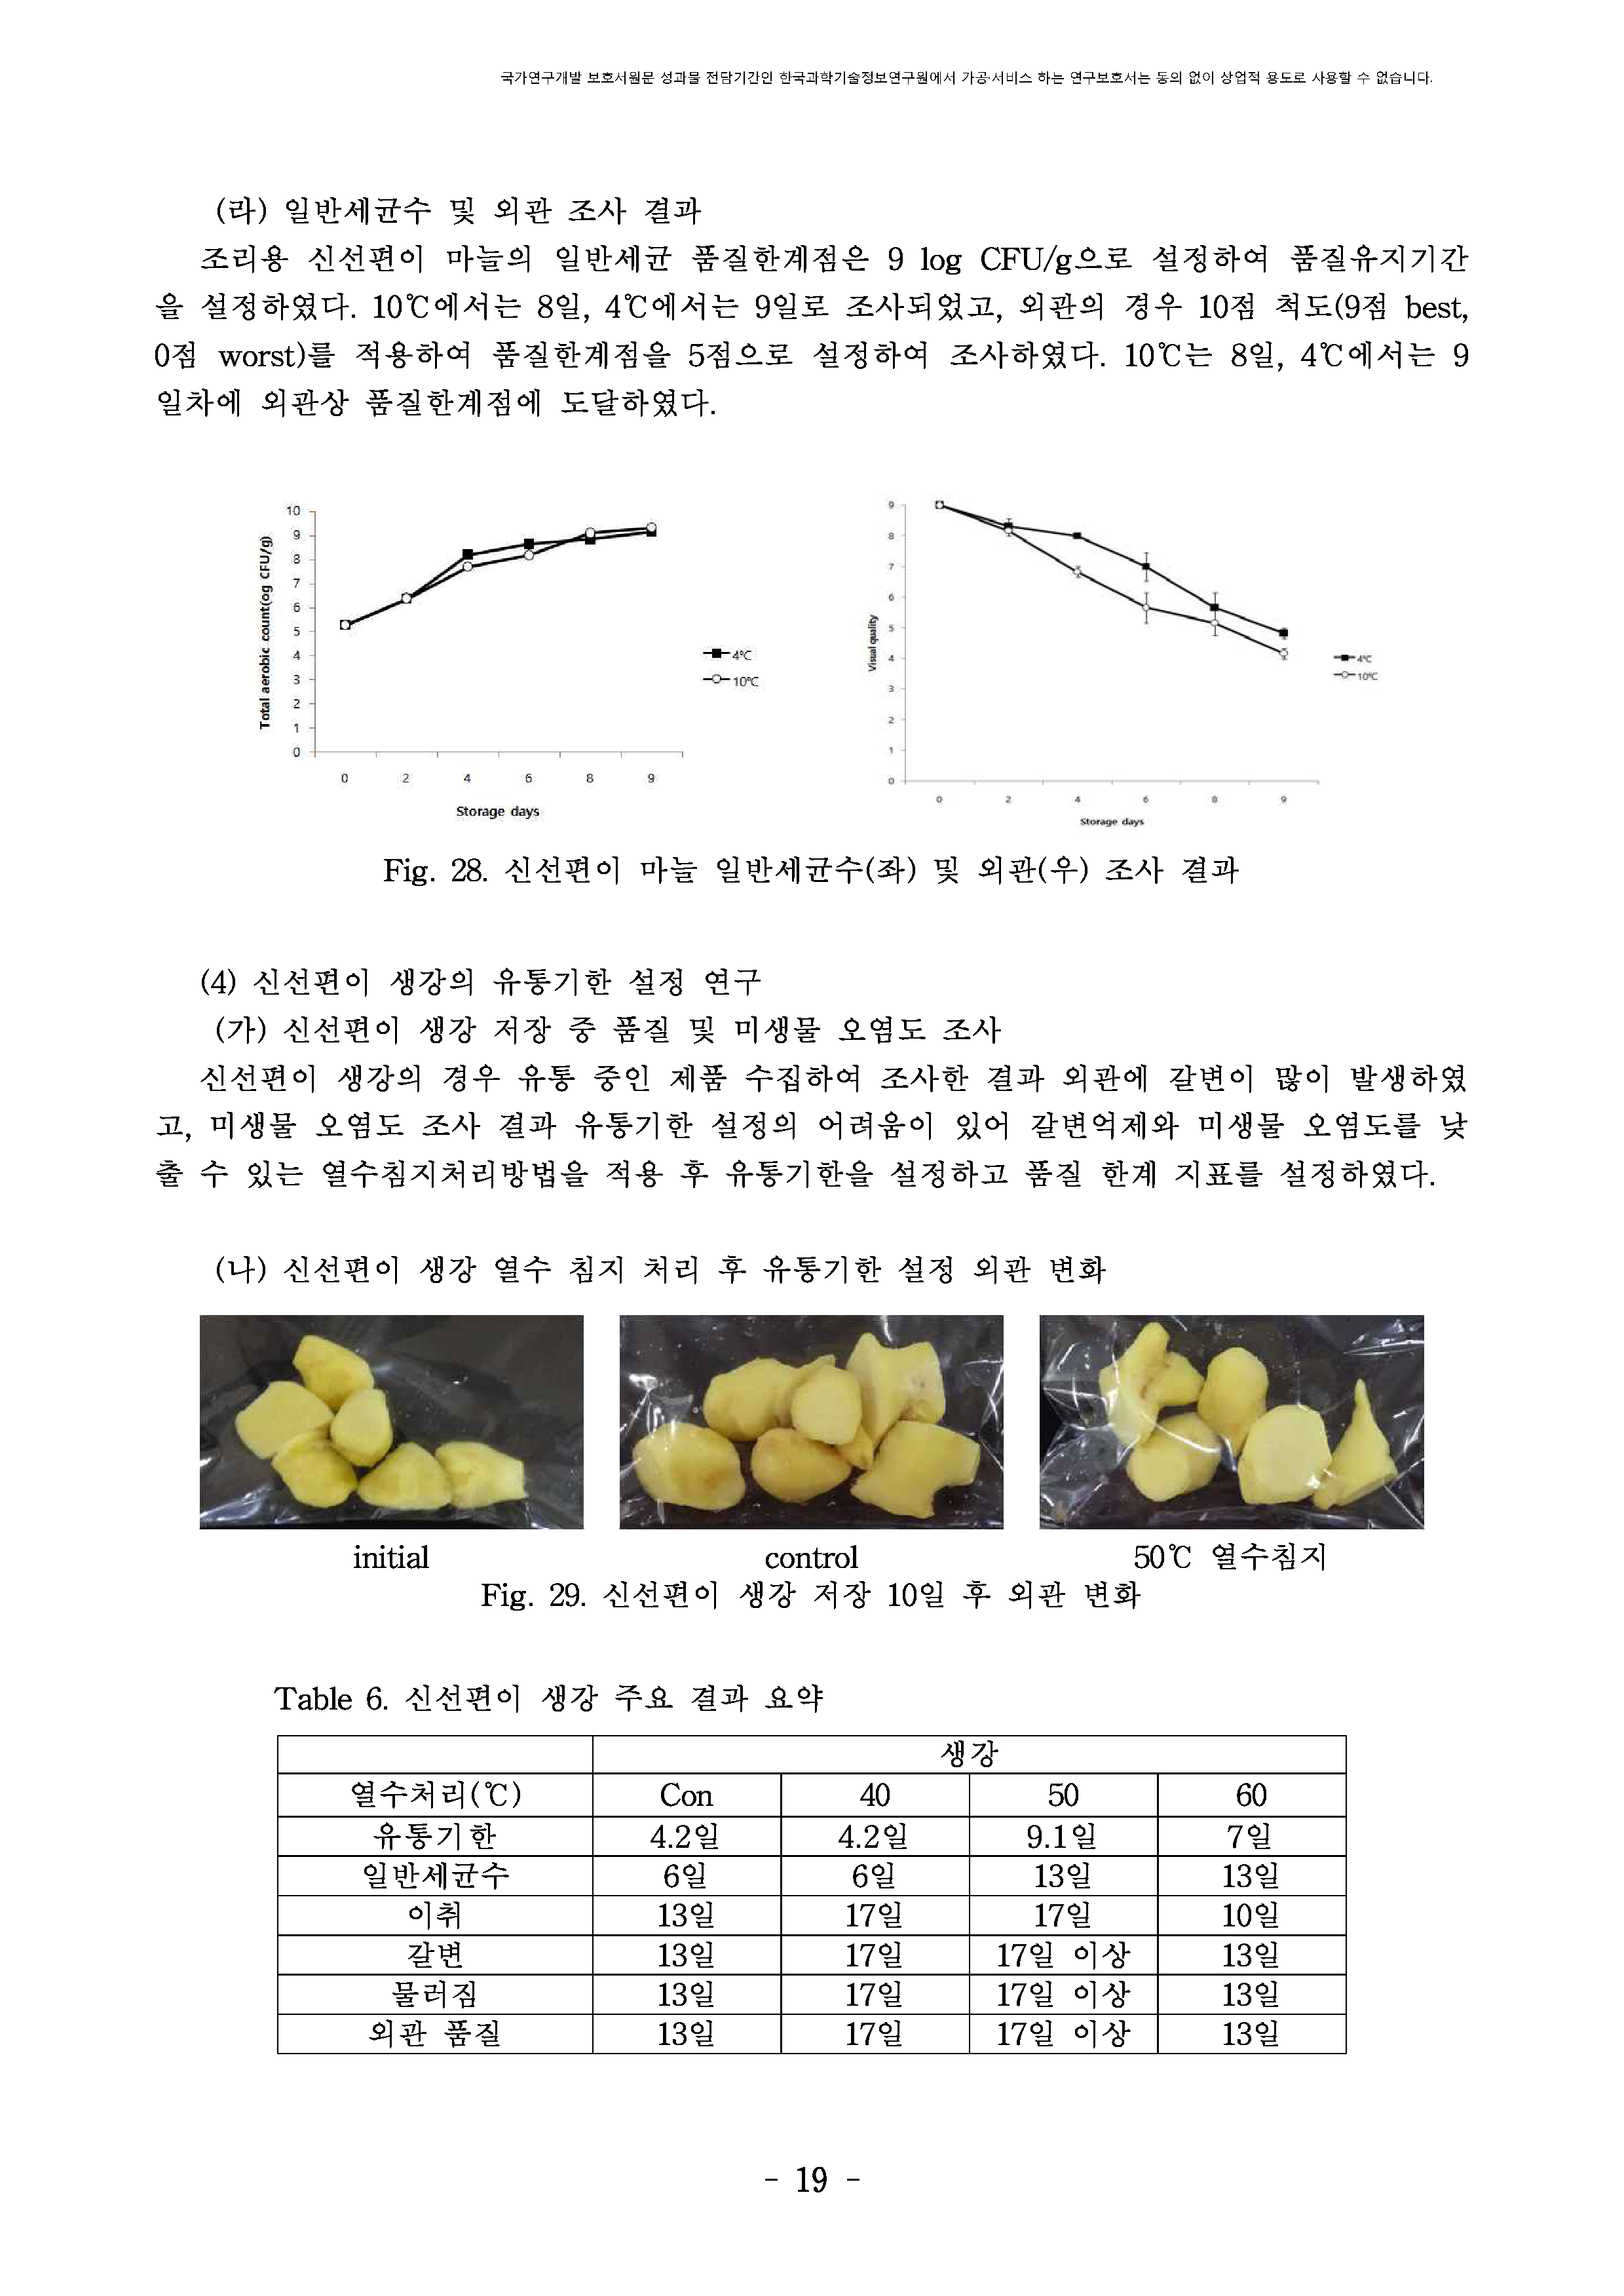 국가연구개발 보호서원문 성과물 전담기간인 한국과학기술정보연구원에서 가공·서비스 하는 연구보호서는 동의 없이 상업적 용도로 사용할 수 없습니다.
(라) 일반세균수 및 외관 조사 결과
조리용 신선편이 마늘의 일반세균 품질한계점은 9 log CFU/g으로 설정하여 품질유지기간
을 설정하였다. 10℃에서는 8일, 4℃에서는 9일로 조사되었고, 외관의 경우 10점 척도(9점 best,
0점 worst)를 적용하여 품질한계점을 5점으로 설정하여 조사하였다. 10℃는 8일, 4℃에서는 9
일차에 외관상 품질한계점에 도달하였다.
Total aerobic count(og CFU/g)
10
9
8
7
6
5
4
3
2
1
0
0 2 4 6 8 9
Storage days
4℃
10℃
Visual quality
9
8
7
6
5
4
3
2
1
0
0 2 4 6 8 9
Storage days
4℃
10℃
Fig. 28. 신선편이 마늘 일반세균수(좌) 및 외관(우) 조사 결과
(4) 신선편이 생강의 유통기한 설정 연구
(가) 신선편이 생강 저장 중 품질 및 미생물 오염도 조사
신선편이 생강의 경우 유통 중인 제품 수집하여 조사한 결과 외관에 갈변이 많이 발생하였
고, 미생물 오염도 조사 결과 유통기한 설정의 어려움이 있어 갈변억제와 미생물 오염도를 낮
출 수 있는 열수침지처리방법을 적용 후 유통기한을 설정하고 품질 한계 지표를 설정하였다.
(나) 신선편이 생강 열수 침지 처리 후 유통기한 설정 외관 변화
initial control 50℃ 열수침지
Fig. 29. 신선편이 생강 저장 10일 후 외관 변화
Table 6. 신선편이 생강 주요 결과 요약
생강
열수처리(℃) Con 40 50 60
유통기한 4.2일 4.2일 9.1일 7일
일반세균수 6일 6일 13일 13일
이취 13일 17일 17일 10일
갈변 13일 17일 17일 이상 13일
물러짐 13일 17일 17일 이상 13일
외관 품질 13일 17일 17일 이상 13일
- 19 -